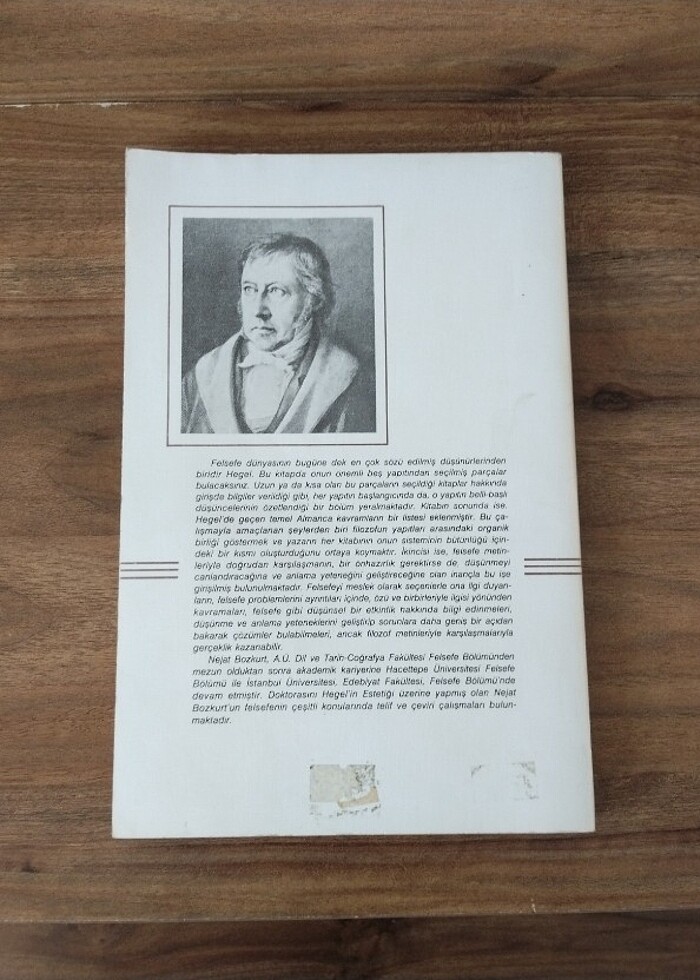 Felsefe dünyasının bugüne dek en çok sözü edilmiş düşünürlerinden
biridir Hegel. Bu kitapda onun önemli beş yapıtından seçilmiş parçalar
bulacaksınız. Uzun ya da kısa olan bu parçaların seçildiği kitaplar hakkında
girişde bilgiler verildiği gibi, her yapıtın başlangıcında da, o yapıtın belli-başlı
düşüncelerinin özetlendiği bir bölüm yeralmaktadır. Kitabın sonunda ise,
Hegel'de geçen temel Almanca kavramların bir listesi eklenmiştir. Bu ça-
lışmayla amaçlanan şeylerden biri filozofun yapıtları arasındaki organik
birliği göstermek ve yazarın her kitabının onun sisteminin bütünlüğü için-
deki bir kısmı oluşturduğunu ortaya koymaktır. İkincisi ise, felsefe metin-
leriyle doğrudan karşılaşmanın, bir önhazırlık gerektirse de, düşünmeyi
canlandıracağına ve anlama yeteneğini geliştireceğine olan inançla bu işe
girişilmiş bulunulmaktadır. Felsefeyi meslek olarak seçenlerle ona ilgi duyan-
ların, felsefe problemlerini ayrıntıları içinde, özü ve birbirleriyle ilgisi yönünden
kavramaları, felsefe gibi düşünsel bir etkinlik hakkında bilgi edinmeleri,
düşünme ve anlama yeteneklerini geliştirip sorunlara daha geniş bir açıdan
bakarak çözümler bulabilmeleri, ancak filozof metinleriyle karşılaşmalarıyla
gerçeklik kazanabilir.
Nejat Bozkurt, A.Ü. Dil ve Tarih-Coğrafya Fakültesi Felsefe Bölümünden
mezun olduktan sonra akademik kariyerine Hacettepe Üniversitesi Felsefe
Bölümü ile İstanbul Üniversitesi, Edebiyat Fakültesi, Felsefe Bölümü'nde
devam etmiştir. Doktorasını Hegel'in Estetiği üzerine yapmış olan Nejat
Bozkurt'un felsefenin çeşitli konularında telif ve çeviri çalışmaları bulun-
maktadır.